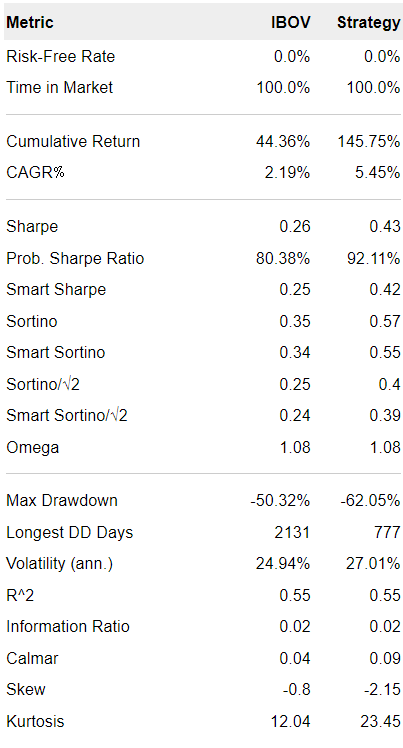 Metric IBOV Strategy
Risk-Free Rate 0.0% 0.0%
Time in Market 100.0% 100.0%
Cumulative Return 44.36% 145.75%
CAGR% 2.19% 5.45%
Sharpe 0.26 0.43
Prob. Sharpe Ratio 80.38% 92.11%
Smart Sharpe 0.25 0.42
Sortino 0.35 0.57
Smart Sortino 0.34 0.55
Sortino/√2 0.25 0.4
Smart Sortino/√2 0.24 0.39
Omega 1.08 1.08
Max Drawdown -50.32% -62.05%
Longest DD Days 2131 777
Volatility (ann.) 24.94% 27.01%
R^2 0.55 0.55
Information Ratio 0.02 0.02
Calmar 0.04 0.09
Skew -0.8 -2.15
Kurtosis 12.04 23.45